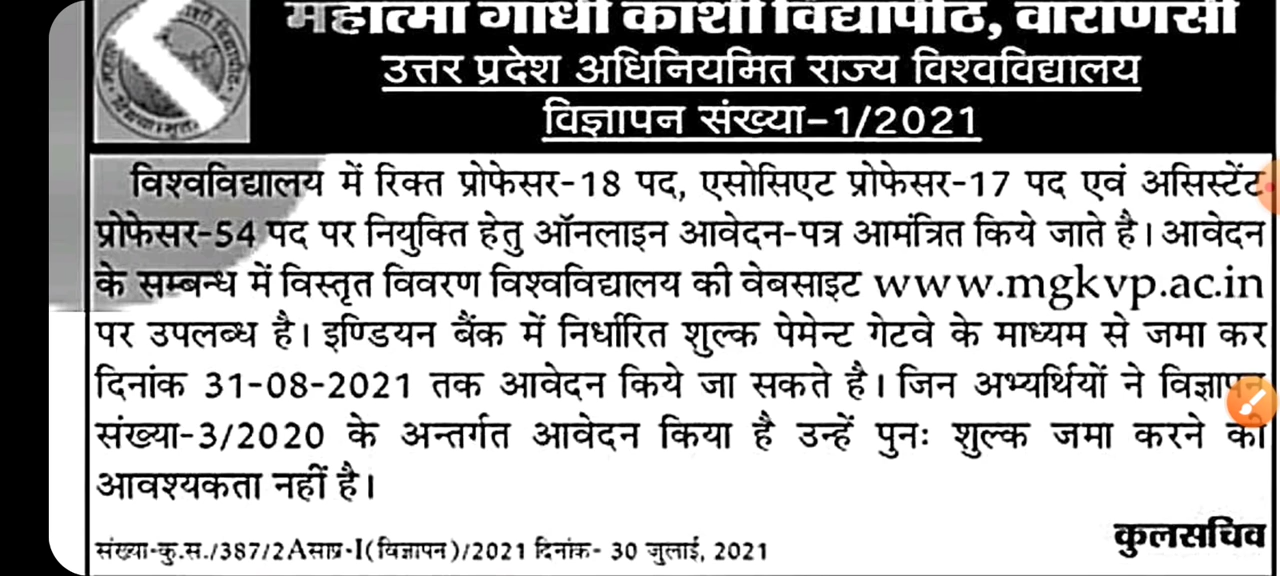 महात्मा गांधी काशी विद्यापीठ, वाराणसी
उत्तर प्रदेश अधिनियमित राज्य विश्वविद्यालय
विज्ञापन संख्या-1/2021
विश्वविद्यालय में रिक्त प्रोफेसर-18 पद, एसोसिएट प्रोफेसर-17 पद एवं असिस्टेंट
प्रोफेसर-54 पद पर नियुक्ति हेतु ऑनलाइन आवेदन-पत्र आमंत्रित किये जाते है। आवेदन
के सम्बन्ध में विस्तृत विवरण विश्वविद्यालय की वेबसाइट www.mgkvp.ac.in
पर उपलब्ध है। इण्डियन बैंक में निर्धारित शुल्क पेमेन्ट गेटवे के माध्यम से जमा कर
दिनांक 31-08-2021 तक आवेदन किये जा सकते है। जिन अभ्यर्थियों ने विज्ञापन
संख्या-3/2020 के अन्तर्गत आवेदन किया है उन्हें पुनः शुल्क जमा करने की
आवश्यकता नहीं है।
कुलसचिव
संख्या-कु.स./387/2Aसाप्र-I(विज्ञापन)/2021 दिनांक- 30 जुलाई, 2021